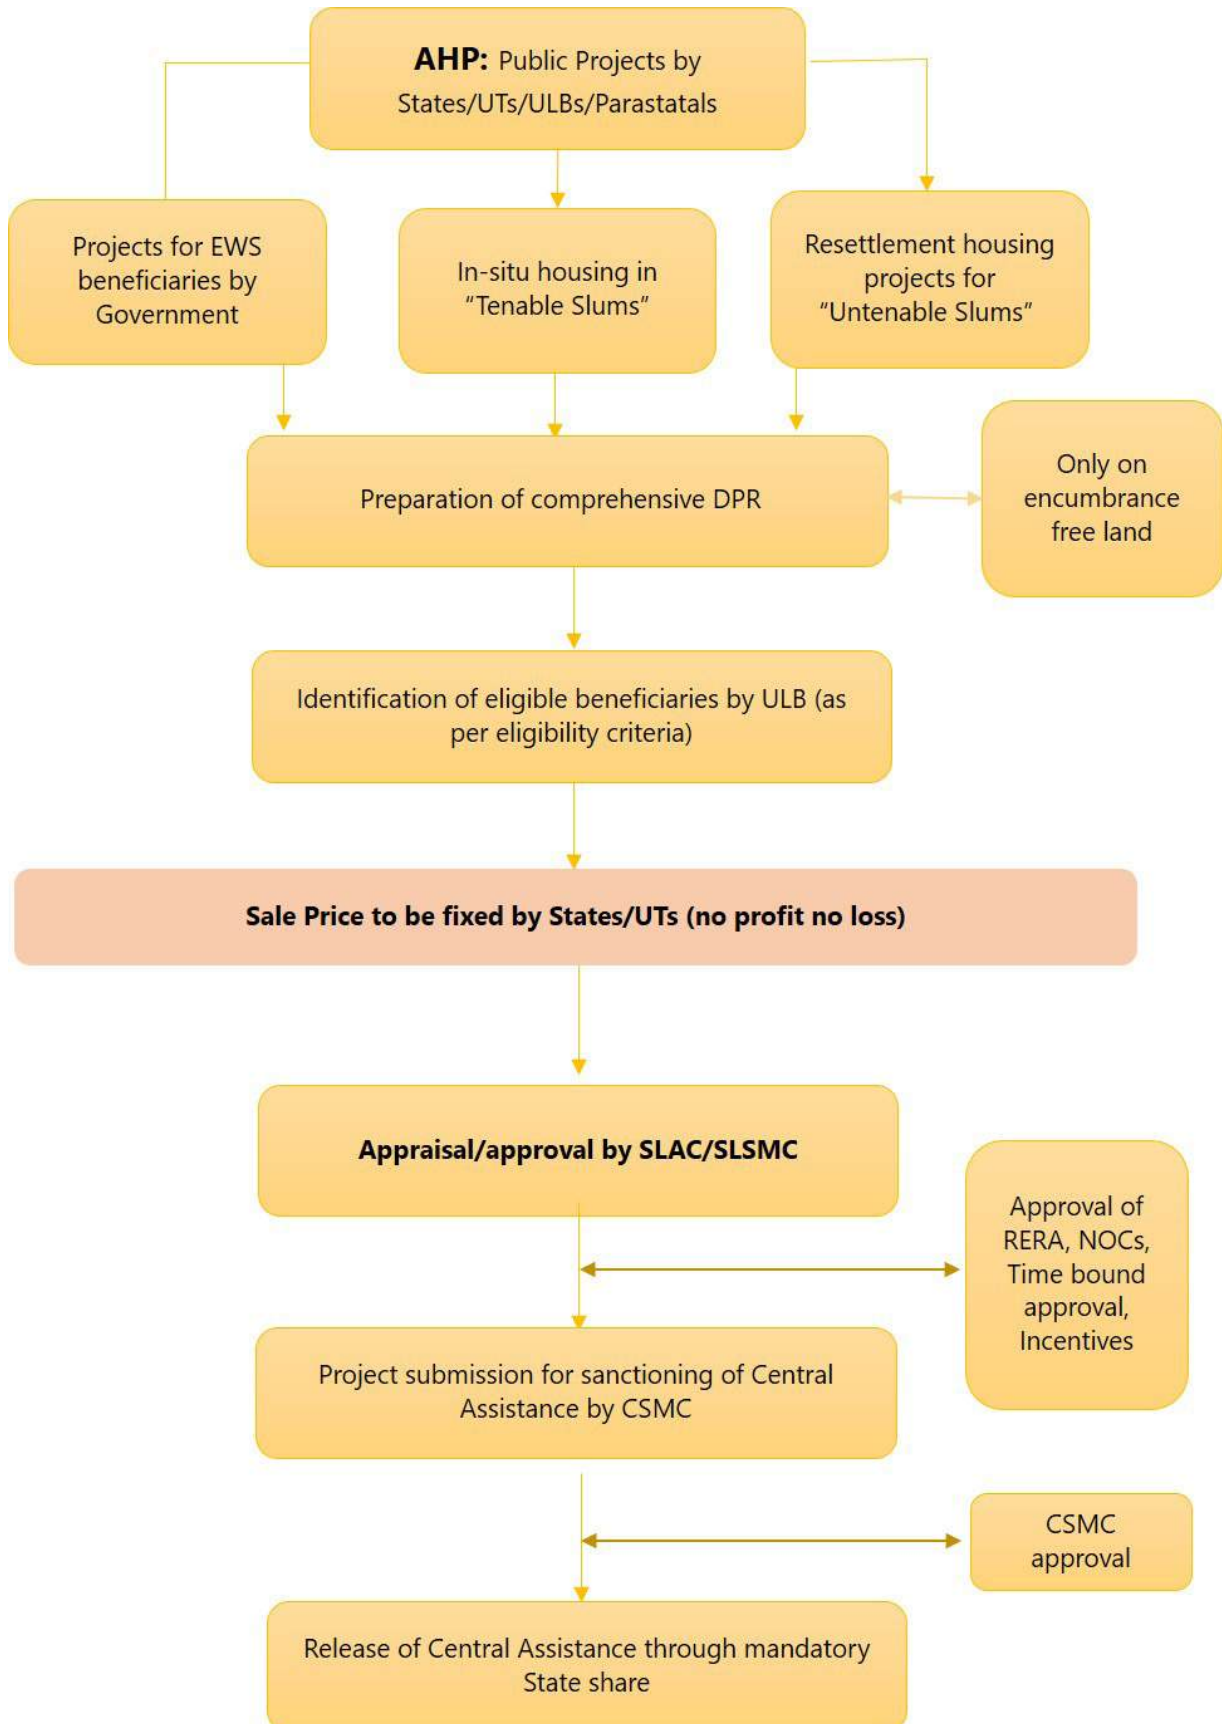 AHP: Public Projects by
States/UTs/ULBs/Parastatals
Projects for EWS
beneficiaries by
Government
In-situ housing in
“Tenable Slums”
Resettlement housing
projects for
“Untenable Slums”
Preparation of comprehensive DPR
Only on
encumbrance
free land
Identification of eligible beneficiaries by ULB (as
per eligibility criteria)
Sale Price to be fixed by States/UTs (no profit no loss)
Appraisal/approval by SLAC/SLSMC
Approval of
RERA, NOCs,
Time bound
approval,
Incentives
Project submission for sanctioning of Central
Assistance by CSMC
CSMC
approval
Release of Central Assistance through mandatory
State share